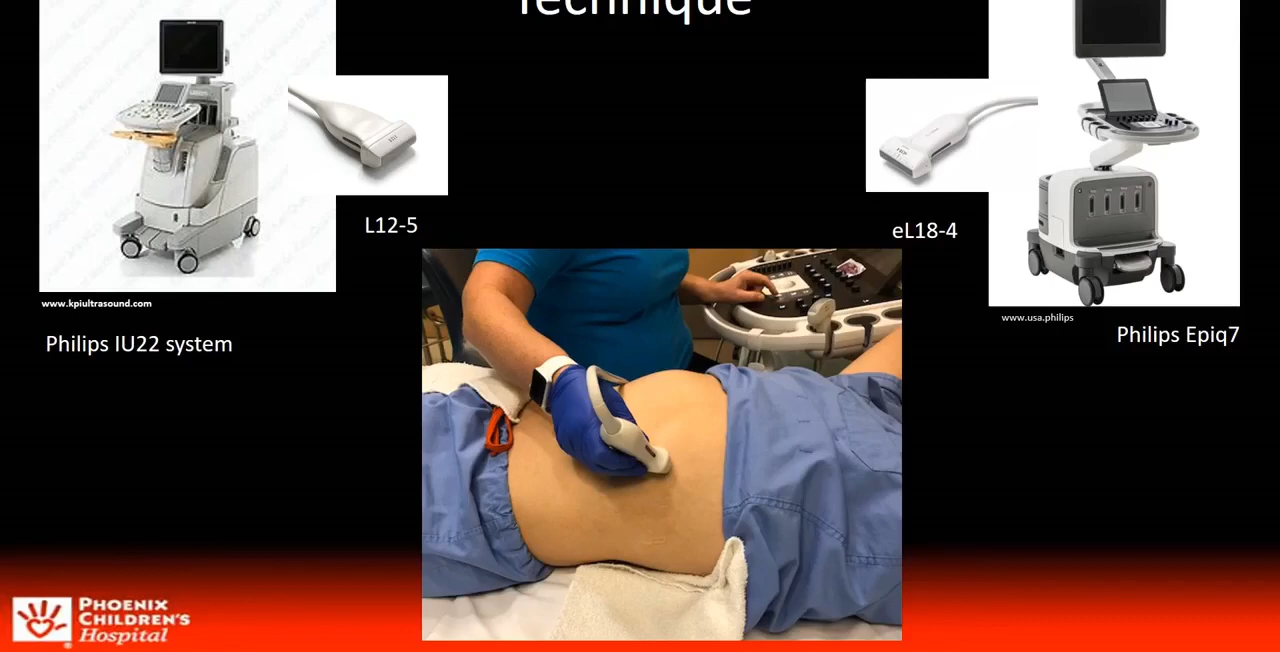 Technique
L12-5
eL18-4
www.kpiultrasound.com
www.usa.philips
Philips IU22 system
Philips Epiq7
PHOENIX
CHILDREN'S
Hospital